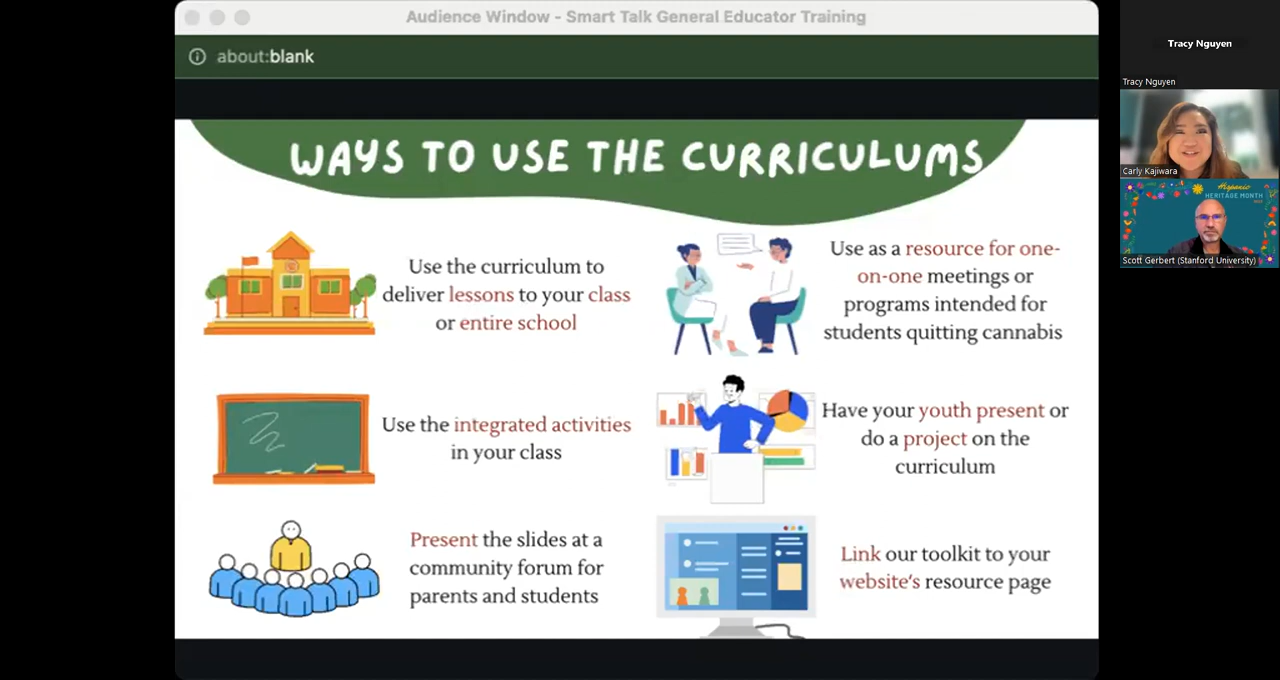 Audience Window - Smart Talk General Educator Training
about:blank
WAYS TO USE THE CURRICULUMS
Use the curriculum to
deliver lessons to your class
or entire school
Use as a resource for one-
on-one meetings or
programs intended for
students quitting cannabis
Use the integrated activities
in your class
Have your youth present or
do a project on the
curriculum
Present the slides at a
community forum for
parents and students
Link our toolkit to your
website's resource page
Tracy Nguyen
Tracy Nguyen
Carly Kajiwara
Hispanic
HERITAGE MONTH
Scott Gerbert (Stanford University)